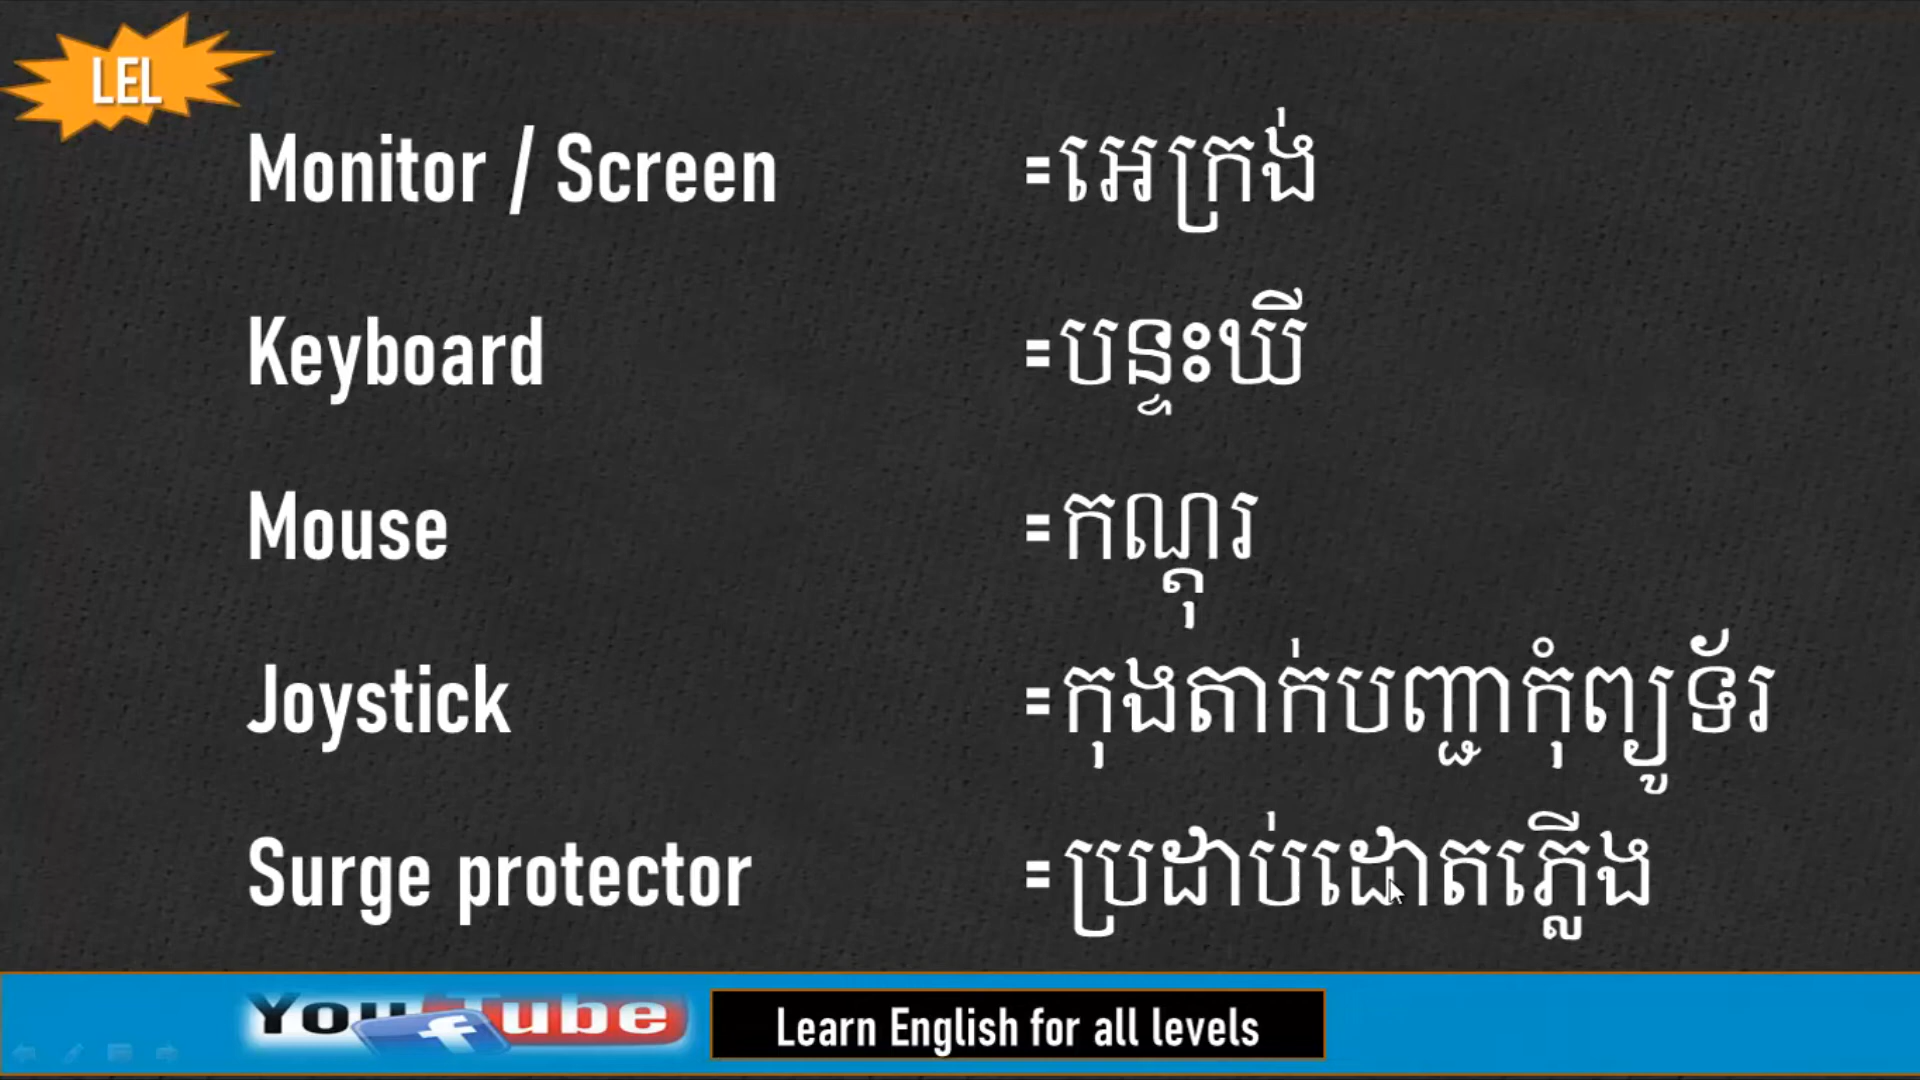 LEL
Monitor / Screen =អេក្រង់
Keyboard =បន្ទះឃី
Mouse =កណ្ដុរ
Joystick =កុងតាក់បញ្ជាកុំព្យូទ័រ
Surge protector =ប្រដាប់ដោតភ្លើង
YouTube f
Learn English for all levels